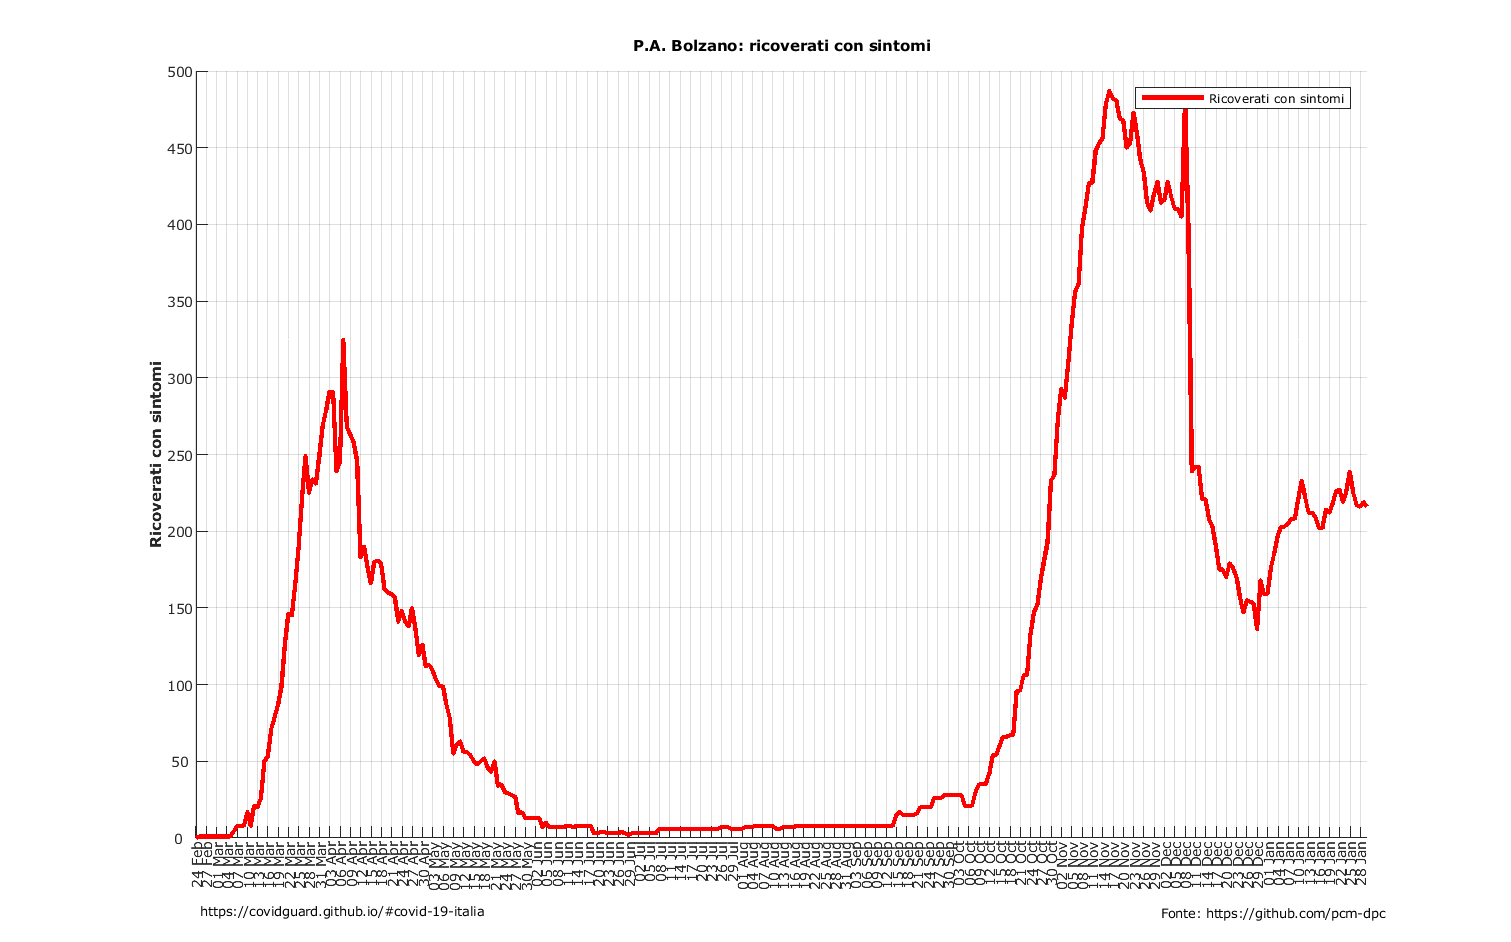 P.A. Bolzano: ricoverati con sintomi
Ricoverati con sintomi
500
450
400
350
300
250
200
150
100
50
0
Ricoverati con sintomi
24 Feb
27 Feb
01 Mar
04 Mar
07 Mar
10 Mar
13 Mar
16 Mar
19 Mar
22 Mar
25 Mar
28 Mar
31 Mar
03 Apr
06 Apr
09 Apr
12 Apr
15 Apr
18 Apr
21 Apr
24 Apr
27 Apr
30 Apr
03 May
06 May
09 May
12 May
15 May
18 May
21 May
24 May
27 May
30 May
02 Jun
05 Jun
08 Jun
11 Jun
14 Jun
17 Jun
20 Jun
23 Jun
26 Jun
29 Jun
02 Jul
05 Jul
08 Jul
11 Jul
14 Jul
17 Jul
20 Jul
23 Jul
26 Jul
29 Jul
01 Aug
04 Aug
07 Aug
10 Aug
13 Aug
16 Aug
19 Aug
22 Aug
25 Aug
28 Aug
31 Aug
03 Sep
06 Sep
09 Sep
12 Sep
15 Sep
18 Sep
21 Sep
24 Sep
27 Sep
30 Sep
03 Oct
06 Oct
09 Oct
12 Oct
15 Oct
18 Oct
21 Oct
24 Oct
27 Oct
30 Oct
02 Nov
05 Nov
08 Nov
11 Nov
14 Nov
17 Nov
20 Nov
23 Nov
26 Nov
29 Nov
02 Dec
05 Dec
08 Dec
11 Dec
14 Dec
17 Dec
20 Dec
23 Dec
26 Dec
29 Dec
01 Jan
04 Jan
07 Jan
10 Jan
13 Jan
16 Jan
19 Jan
22 Jan
25 Jan
28 Jan
https://covidguard.github.io/#covid-19-italia
Fonte: https://github.com/pcm-dpc